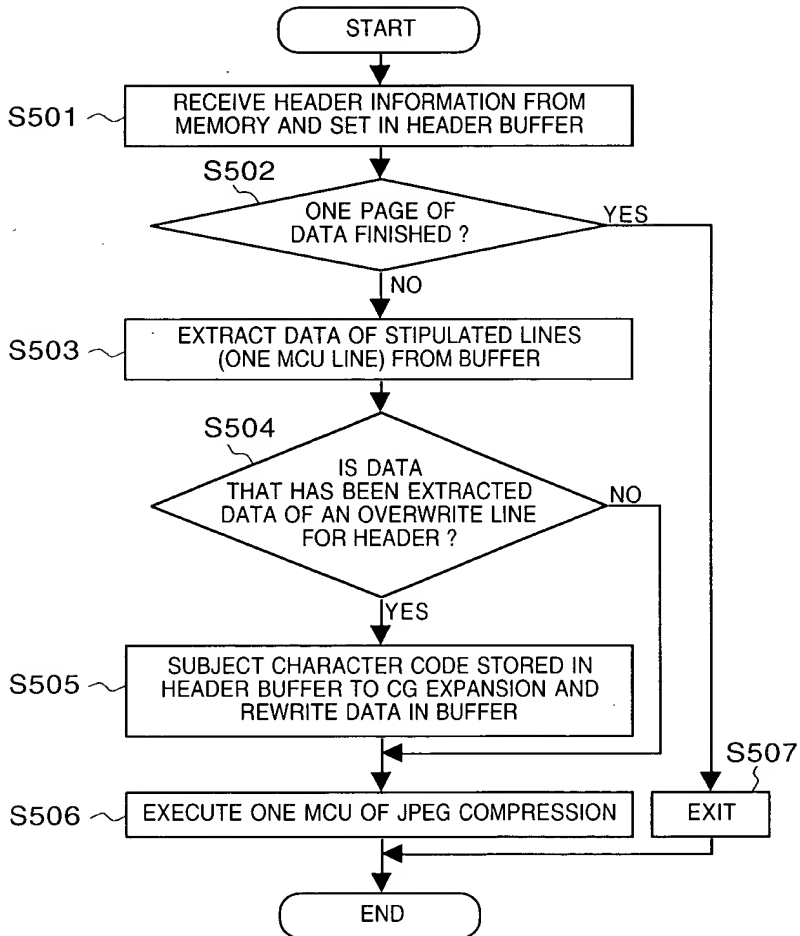 START
S501
RECEIVE HEADER INFORMATION FROM
MEMORY AND SET IN HEADER BUFFER
S502
ONE PAGE OF
DATA FINISHED ?
YES
NO
S503
EXTRACT DATA OF STIPULATED LINES
(ONE MCU LINE) FROM BUFFER
S504
IS DATA
THAT HAS BEEN EXTRACTED
DATA OF AN OVERWRITE LINE
FOR HEADER ?
NO
YES
S505
SUBJECT CHARACTER CODE STORED IN
HEADER BUFFER TO CG EXPANSION AND
REWRITE DATA IN BUFFER
S507
S506
EXECUTE ONE MCU OF JPEG COMPRESSION
EXIT
END